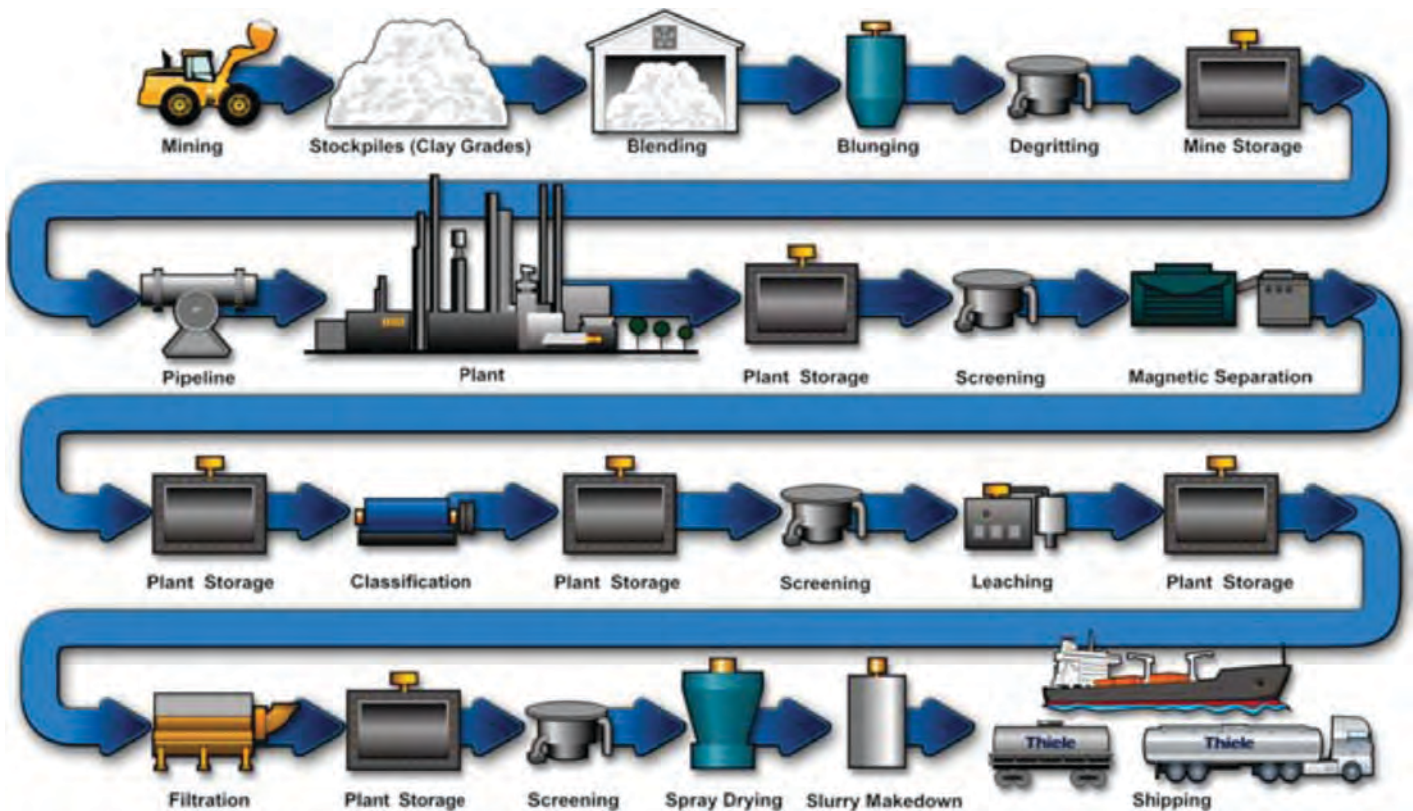 Mining
Stockpiles (Clay Grades)
Blending
Blunging
Degritting
Mine Storage
Pipeline
Plant
Plant Storage
Screening
Magnetic Separation
Plant Storage
Classification
Plant Storage
Screening
Leaching
Plant Storage
Thiele
Thiele
Filtration
Plant Storage
Screening
Spray Drying
Slurry Makedown
Shipping